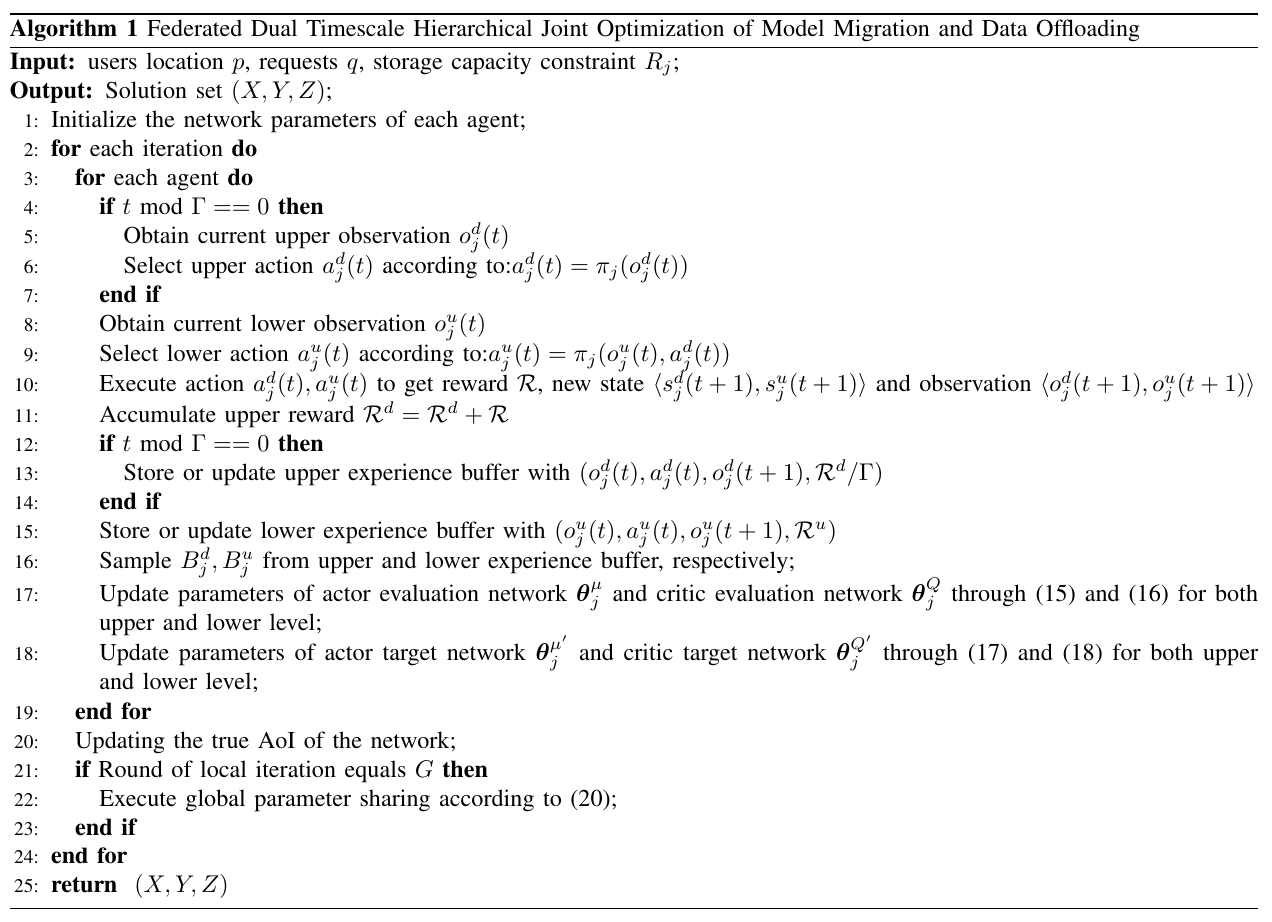 Algorithm 1 Federated Dual Timescale Hierarchical Joint Optimization of Model Migration and Data Offloading
Input: users location $p$, requests $q$, storage capacity constraint $R_j$;
Output: Solution set $(X, Y, Z)$;
1: Initialize the network parameters of each agent;
2: for each iteration do
3: for each agent do
4: if $t$ mod $\Gamma == 0$ then
5: Obtain current upper observation $o_j^d(t)$
6: Select upper action $a_j^d(t)$ according to:$a_j^d(t) = \pi_j(o_j^d(t))$
7: end if
8: Obtain current lower observation $o_j^u(t)$
9: Select lower action $a_j^u(t)$ according to:$a_j^u(t) = \pi_j(o_j^u(t), a_j^d(t))$
10: Execute action $a_j^d(t), a_j^u(t)$ to get reward $\mathcal{R}$, new state $\langle s_j^d(t+1), s_j^u(t+1) \rangle$ and observation $\langle o_j^d(t+1), o_j^u(t+1) \rangle$
11: Accumulate upper reward $\mathcal{R}^d = \mathcal{R}^d + \mathcal{R}$
12: if $t$ mod $\Gamma == 0$ then
13: Store or update upper experience buffer with $(o_j^d(t), a_j^d(t), o_j^d(t+1), \mathcal{R}^d/\Gamma)$
14: end if
15: Store or update lower experience buffer with $(o_j^u(t), a_j^u(t), o_j^u(t+1), \mathcal{R}^u)$
16: Sample $B_j^d, B_j^u$ from upper and lower experience buffer, respectively;
17: Update parameters of actor evaluation network $\boldsymbol{\theta}_j^{\mu}$ and critic evaluation network $\boldsymbol{\theta}_j^{Q}$ through (15) and (16) for both
upper and lower level;
18: Update parameters of actor target network $\boldsymbol{\theta}_j^{\mu'}$ and critic target network $\boldsymbol{\theta}_j^{Q'}$ through (17) and (18) for both upper
and lower level;
19: end for
20: Updating the true AoI of the network;
21: if Round of local iteration equals $G$ then
22: Execute global parameter sharing according to (20);
23: end if
24: end for
25: return $(X, Y, Z)$